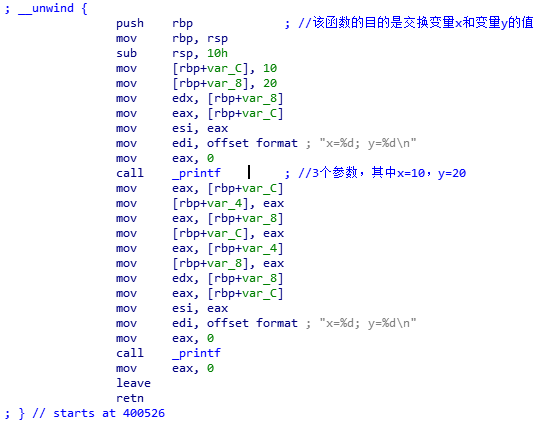 ; __unwind {
push rbp ; //该函数的目的是交换变量x和变量y的值
mov rbp, rsp
sub rsp, 10h
mov [rbp+var_C], 10
mov [rbp+var_8], 20
mov edx, [rbp+var_8]
mov eax, [rbp+var_C]
mov esi, eax
mov edi, offset format ; "x=%d; y=%d\n"
mov eax, 0
call _printf ; //3个参数，其中x=10，y=20
mov eax, [rbp+var_C]
mov [rbp+var_4], eax
mov eax, [rbp+var_8]
mov [rbp+var_C], eax
mov eax, [rbp+var_4]
mov [rbp+var_8], eax
mov edx, [rbp+var_8]
mov eax, [rbp+var_C]
mov esi, eax
mov edi, offset format ; "x=%d; y=%d\n"
mov eax, 0
call _printf
mov eax, 0
leave
retn
; } // starts at 400526